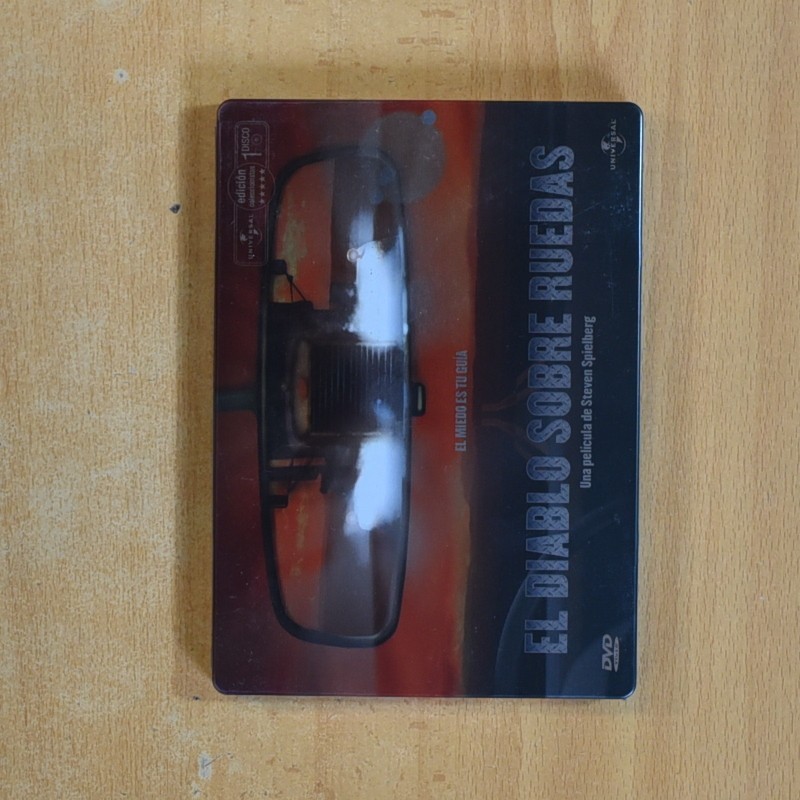 UNIVERSAL
edición
1 DISCO
EL MIEDO ES TU GUÍA
EL DIABLO SOBRE RUEDAS
Una película de Steven Spielberg
DVD
UNIVERSAL